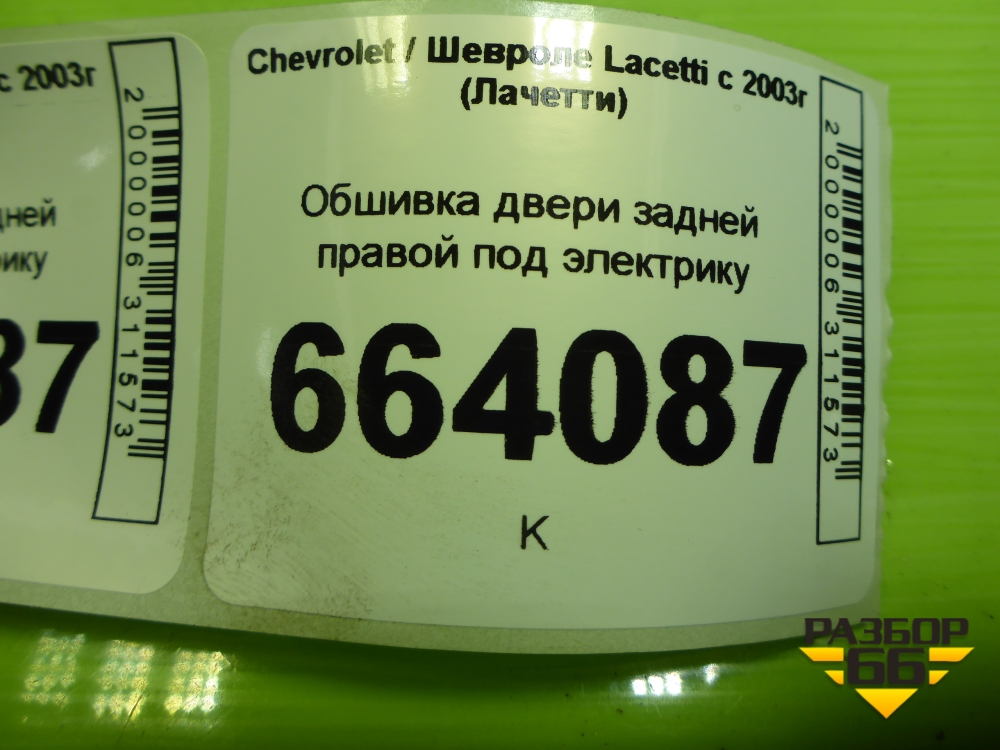 с 2003г
2000006311573
дней
рику
87
Chevrolet / Шевроле Lacetti с 2003г
(Лачетти)
Обшивка двери задней
правой под электрику
664087
К
2000006311573
РАЗБОР
66